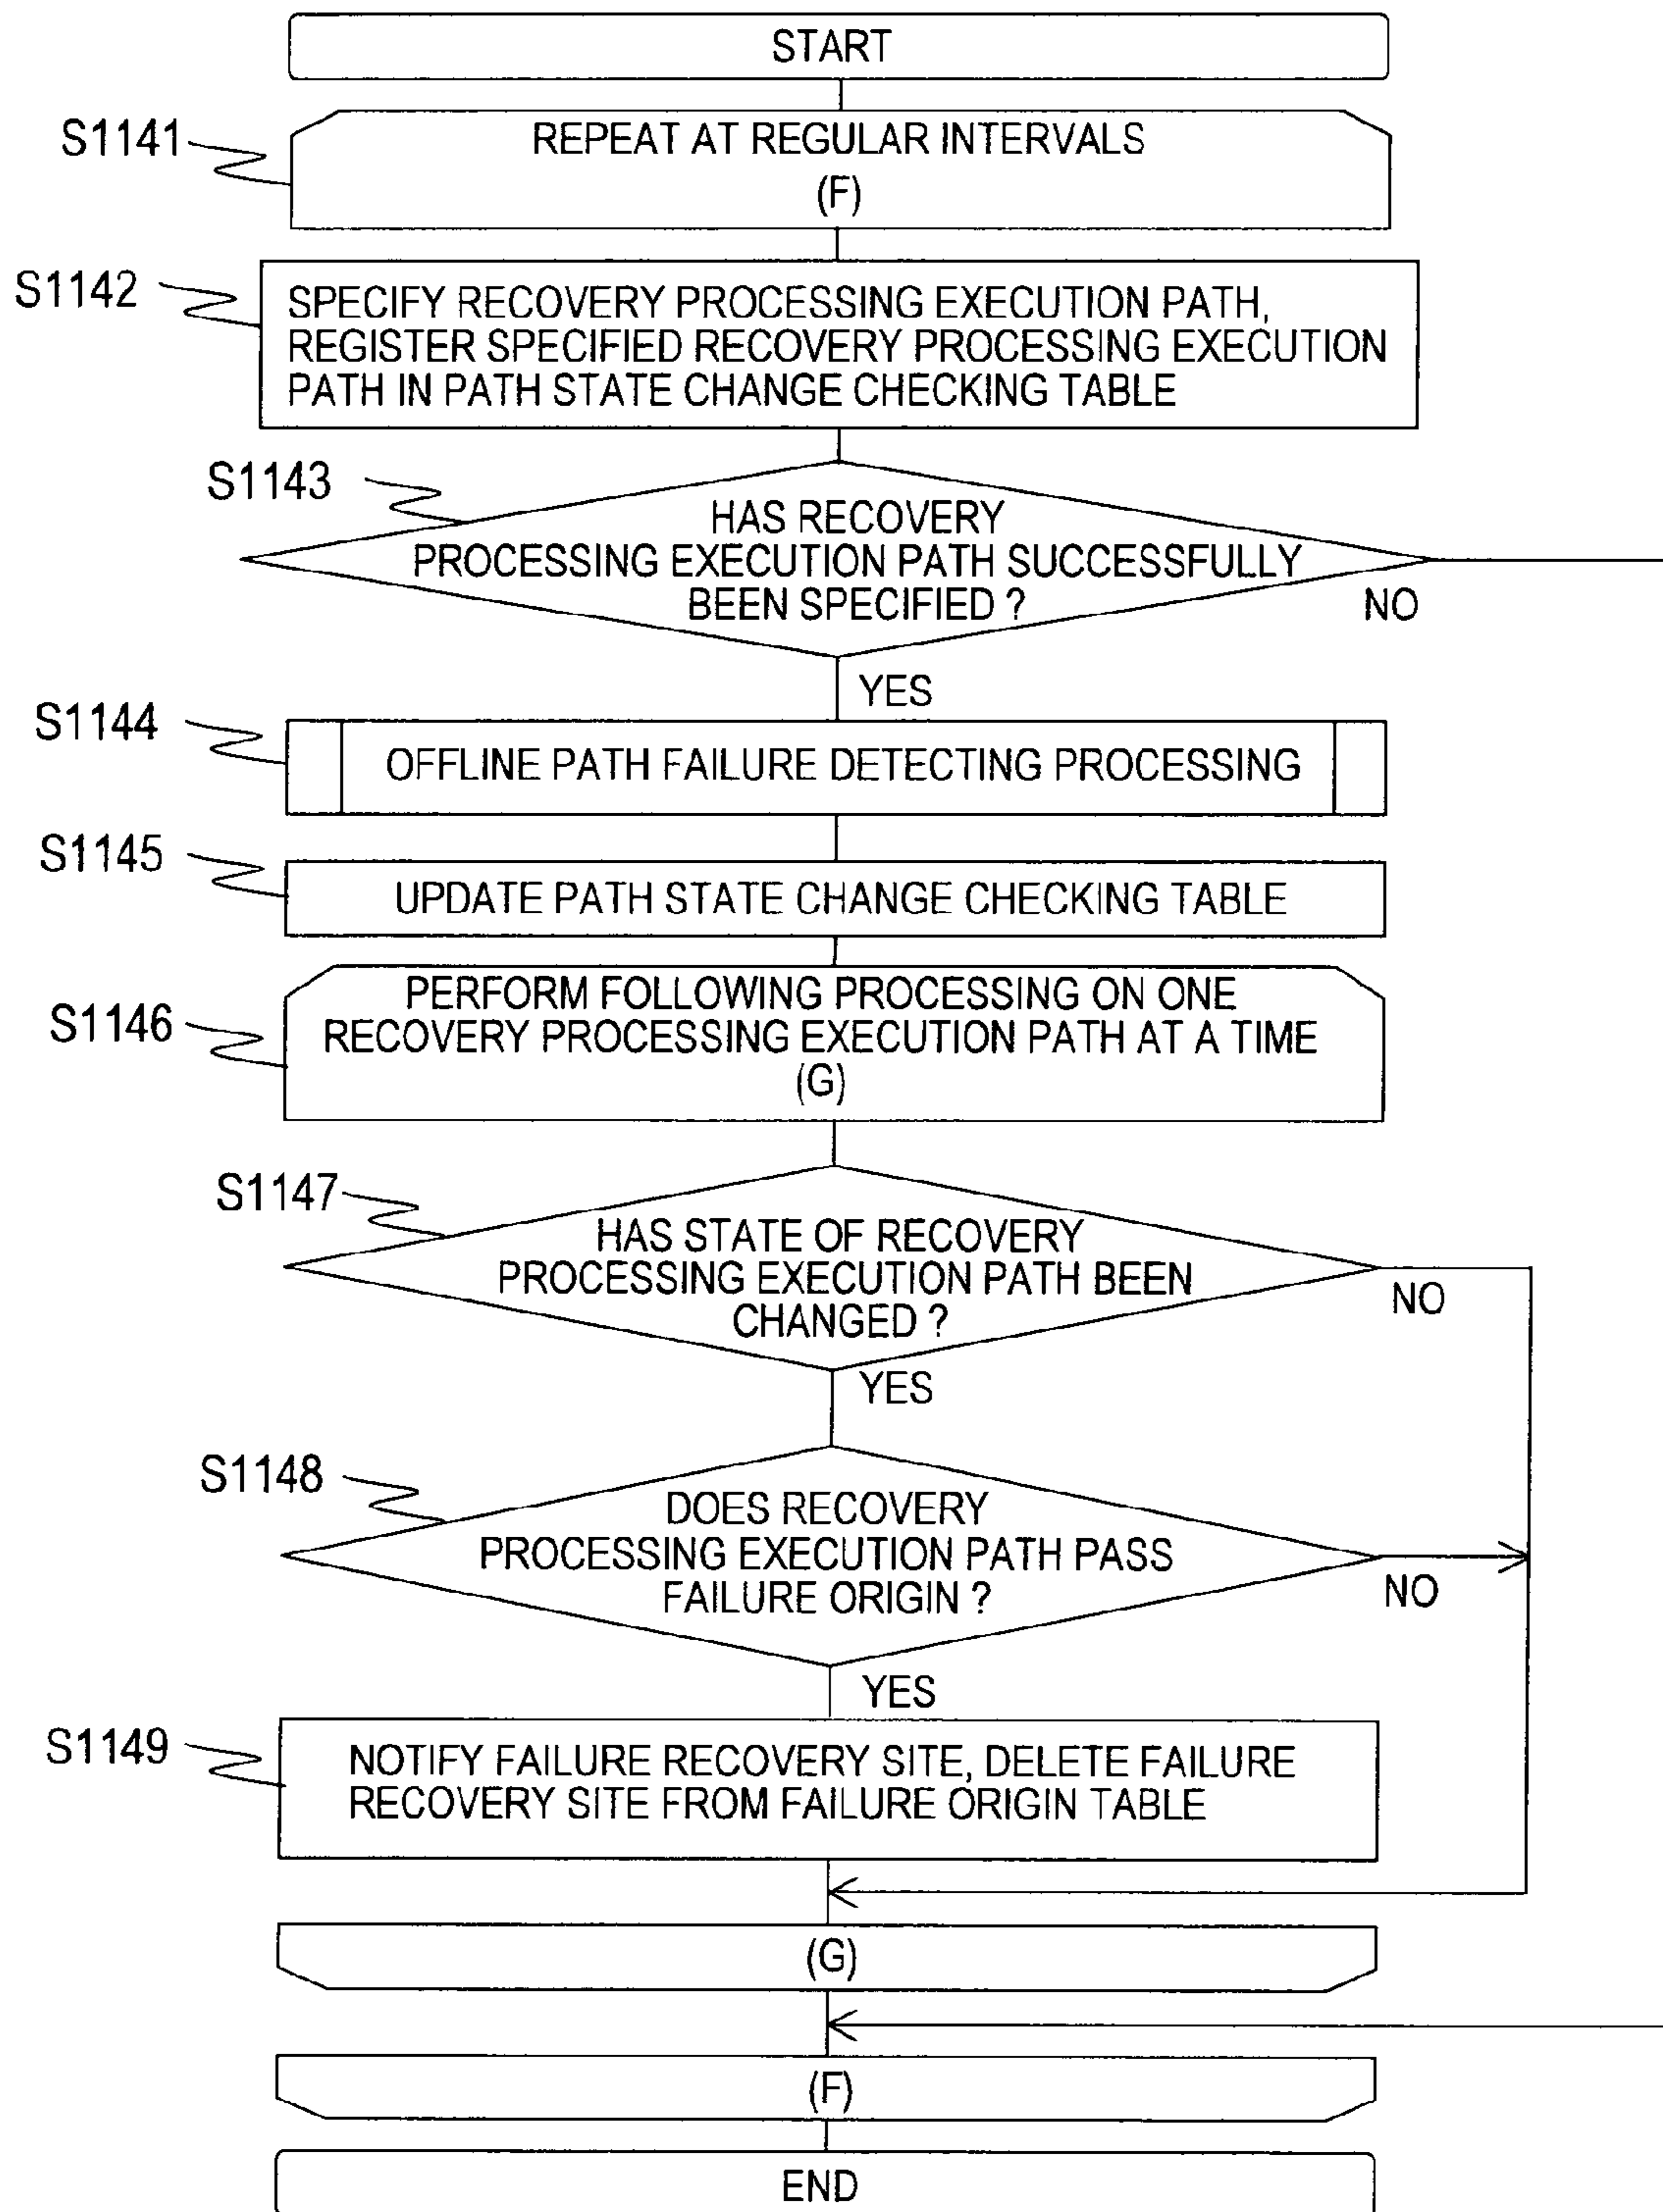 START
S1141
REPEAT AT REGULAR INTERVALS
(F)
S1142
SPECIFY RECOVERY PROCESSING EXECUTION PATH,
REGISTER SPECIFIED RECOVERY PROCESSING EXECUTION
PATH IN PATH STATE CHANGE CHECKING TABLE
S1143
HAS RECOVERY
PROCESSING EXECUTION PATH SUCCESSFULLY
BEEN SPECIFIED ?
NO
YES
S1144
OFFLINE PATH FAILURE DETECTING PROCESSING
S1145
UPDATE PATH STATE CHANGE CHECKING TABLE
S1146
PERFORM FOLLOWING PROCESSING ON ONE
RECOVERY PROCESSING EXECUTION PATH AT A TIME
(G)
S1147
HAS STATE OF RECOVERY
PROCESSING EXECUTION PATH BEEN
CHANGED ?
NO
YES
S1148
DOES RECOVERY
PROCESSING EXECUTION PATH PASS
FAILURE ORIGIN ?
NO
YES
S1149
NOTIFY FAILURE RECOVERY SITE, DELETE FAILURE
RECOVERY SITE FROM FAILURE ORIGIN TABLE
(G)
(F)
END